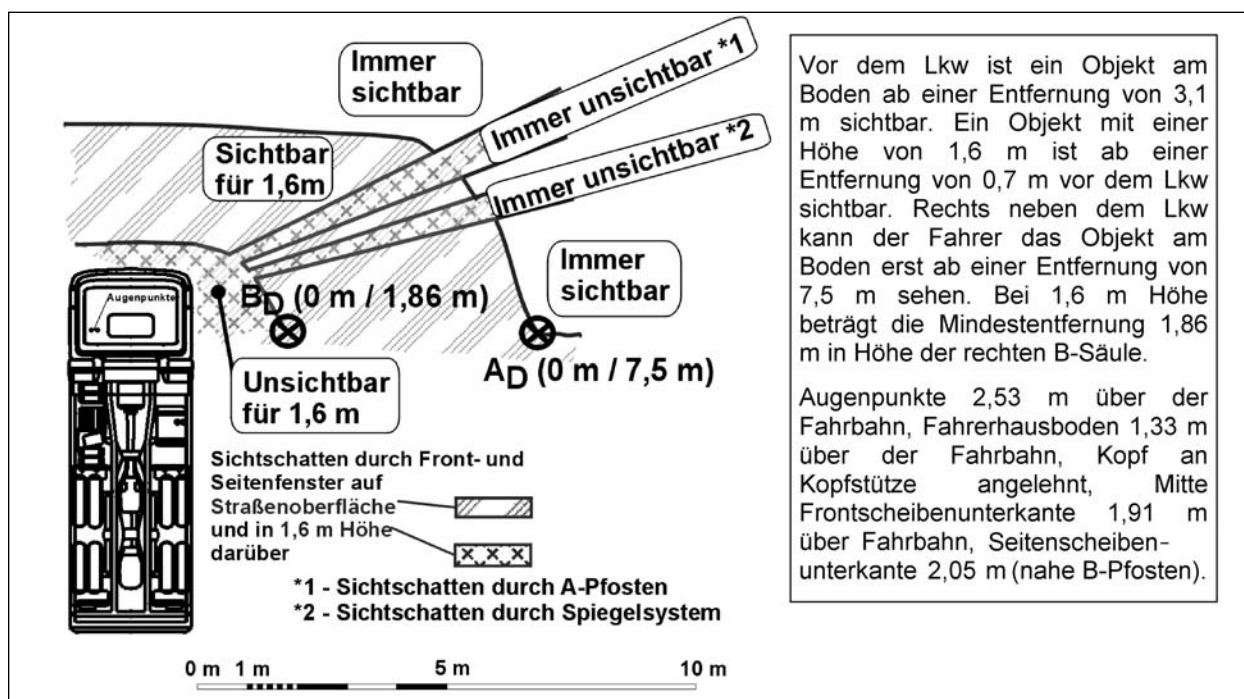 Immer
sichtbar
Immer unsichtbar *1
Immer unsichtbar *2
Sichtbar
für 1,6m
Immer
sichtbar
Augenpunkte
BD (0 m / 1,86 m)
AD (0 m / 7,5 m)
Unsichtbar
für 1,6 m
Sichtschatten durch Front- und
Seitenfenster auf
Straßenoberfläche
und in 1,6 m Höhe
darüber
*1 - Sichtschatten durch A-Pfosten
*2 - Sichtschatten durch Spiegelsystem
0 m 1 m 5 m 10 m
Vor dem Lkw ist ein Objekt am
Boden ab einer Entfernung von 3,1
m sichtbar. Ein Objekt mit einer
Höhe von 1,6 m ist ab einer
Entfernung von 0,7 m vor dem Lkw
sichtbar. Rechts neben dem Lkw
kann der Fahrer das Objekt am
Boden erst ab einer Entfernung von
7,5 m sehen. Bei 1,6 m Höhe
beträgt die Mindestentfernung 1,86
m in Höhe der rechten B-Säule.
Augenpunkte 2,53 m über der
Fahrbahn, Fahrerhausboden 1,33 m
über der Fahrbahn, Kopf an
Kopfstütze angelehnt, Mitte
Frontscheibenunterkante 1,91 m
über Fahrbahn, Seitenscheiben-
unterkante 2,05 m (nahe B-Pfosten).